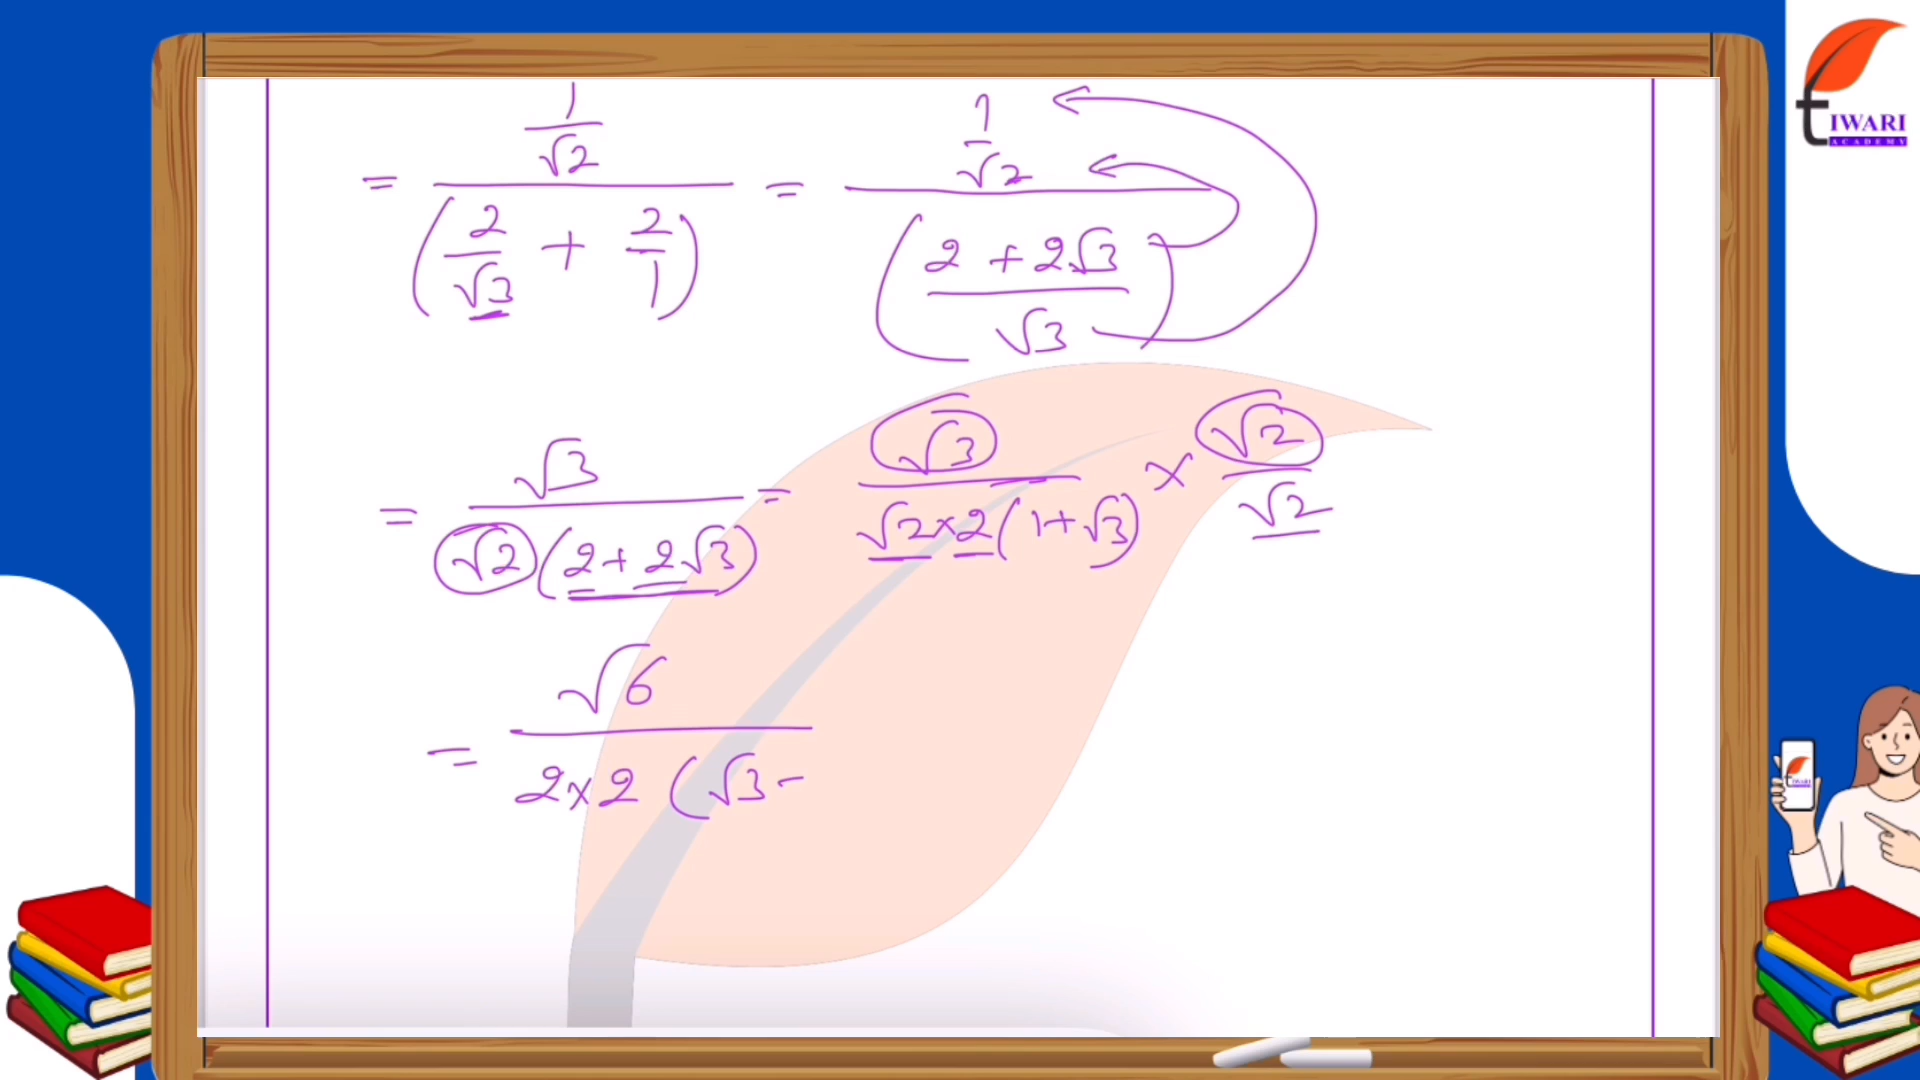 = (1/√2)/(2/√3 + 2/1) = (1/√2)/((2 + 2√3)/√3)
= √3/(√2(2 + 2√3)) = √3/(√2×2(1+√3)) × √2/√2
= √6/(2×2 (√3 -
tIWARI
ACADEMY